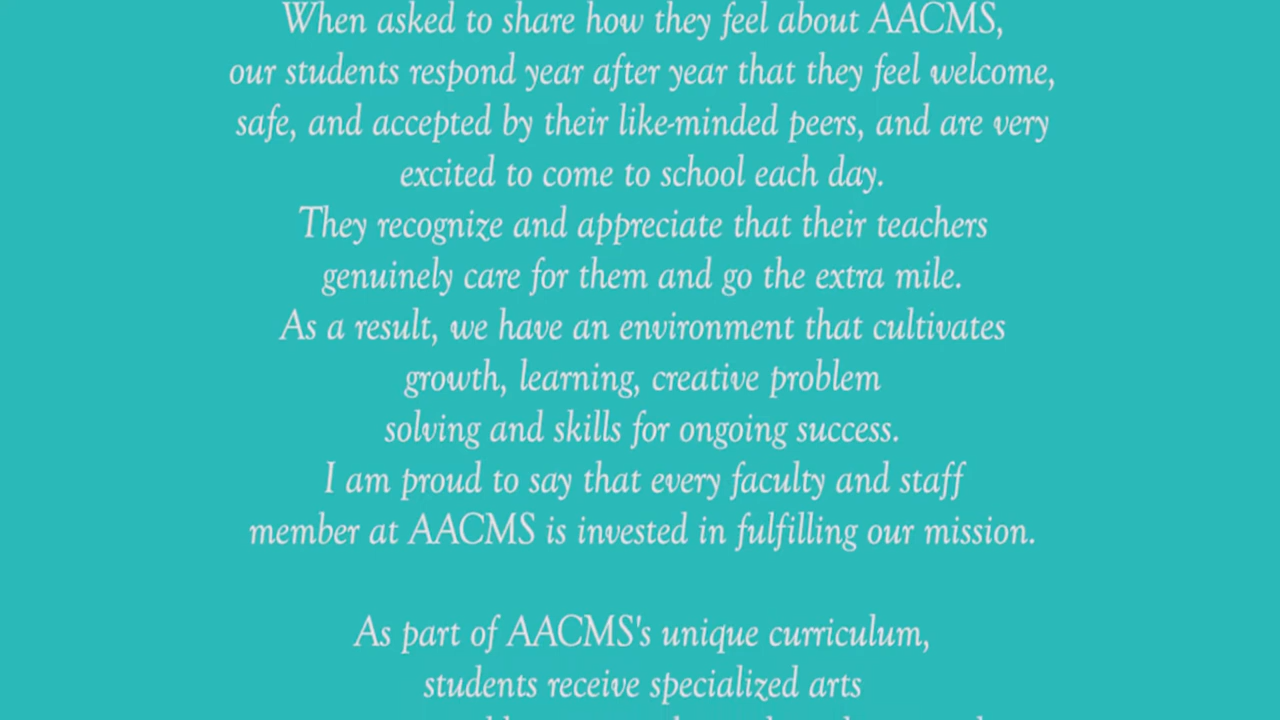 When asked to share how they feel about AACMS,
our students respond year after year that they feel welcome,
safe, and accepted by their like-minded peers, and are very
excited to come to school each day.
They recognize and appreciate that their teachers
genuinely care for them and go the extra mile.
As a result, we have an environment that cultivates
growth, learning, creative problem
solving and skills for ongoing success.
I am proud to say that every faculty and staff
member at AACMS is invested in fulfilling our mission.
As part of AACMS's unique curriculum,
students receive specialized arts